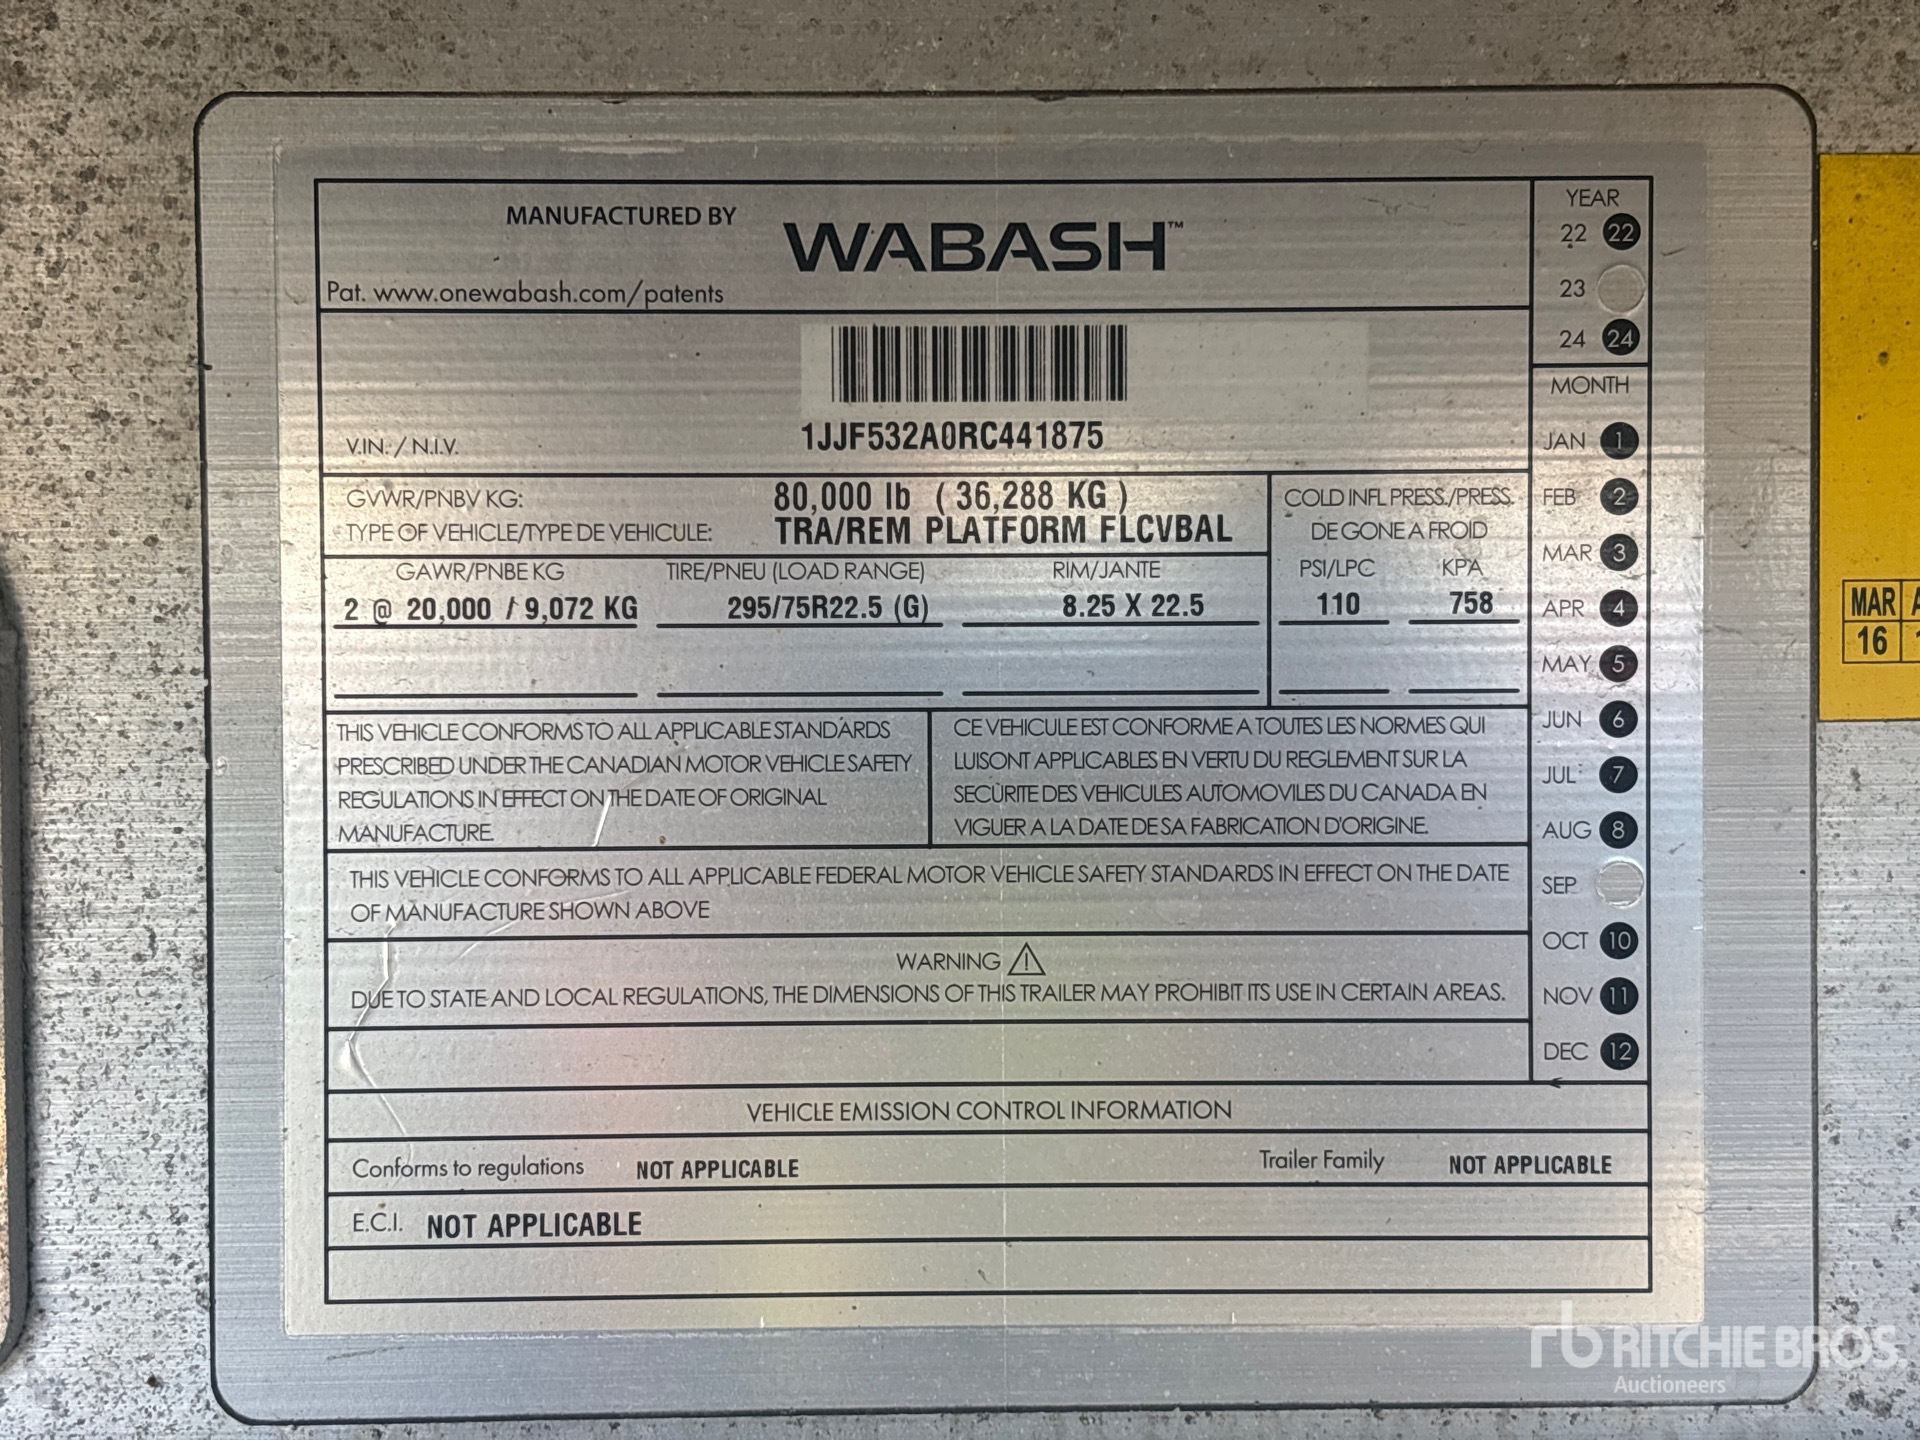 MANUFACTURED BY WABASH™
Pat. www.onewabash.com/patents
V.I.N. / N.I.V. 1JJF532A0RC441875
GVWR/PNBV KG: 80,000 lb ( 36,288 KG )
TYPE OF VEHICLE/TYPE DE VEHICULE: TRA/REM PLATFORM FLCVBAL
COLD INFL PRESS./PRESS.
DE GONE A FROID
GAWR/PNBE KG TIRE/PNEU (LOAD RANGE) RIM/JANTE PSI/LPC KPA
2 @ 20,000 / 9,072 KG 295/75R22.5 (G) 8.25 X 22.5 110 758
THIS VEHICLE CONFORMS TO ALL APPLICABLE STANDARDS
PRESCRIBED UNDER THE CANADIAN MOTOR VEHICLE SAFETY
REGULATIONS IN EFFECT ON THE DATE OF ORIGINAL
MANUFACTURE.
CE VEHICULE EST CONFORME A TOUTES LES NORMES QUI
LUISONT APPLICABLES EN VERTU DU REGLEMENT SUR LA
SECURITE DES VEHICULES AUTOMOVILES DU CANADA EN
VIGUER A LA DATE DE SA FABRICATION D'ORIGINE.
THIS VEHICLE CONFORMS TO ALL APPLICABLE FEDERAL MOTOR VEHICLE SAFETY STANDARDS IN EFFECT ON THE DATE
OF MANUFACTURE SHOWN ABOVE
WARNING
DUE TO STATE AND LOCAL REGULATIONS, THE DIMENSIONS OF THIS TRAILER MAY PROHIBIT ITS USE IN CERTAIN AREAS.
YEAR
22 22
23
24 24
MONTH
JAN 1
FEB 2
MAR 3
APR 4
MAY 5
JUN 6
JUL 7
AUG 8
SEP
OCT 10
NOV 11
DEC 12
VEHICLE EMISSION CONTROL INFORMATION
Conforms to regulations NOT APPLICABLE Trailer Family NOT APPLICABLE
E.C.I. NOT APPLICABLE
MAR
16
rb RITCHIE BROS.
Auctioneers